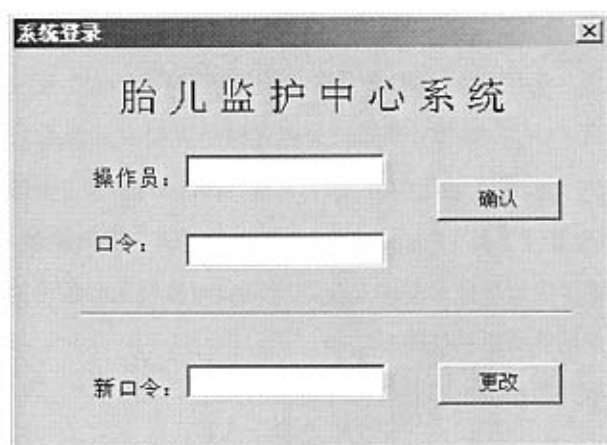 系统登录
胎儿监护中心系统
操作员：
确认
口令：
新口令：
更改